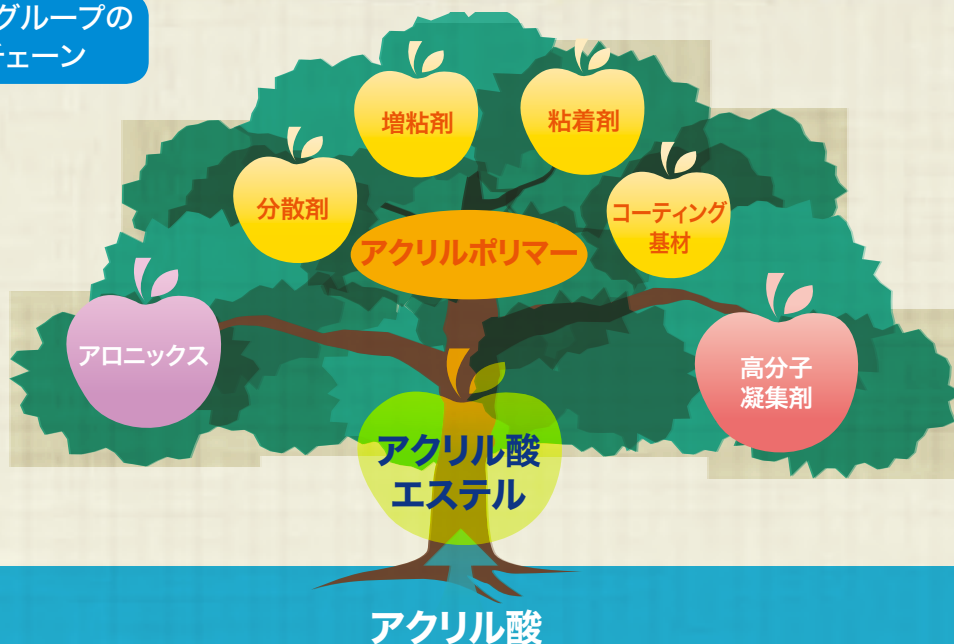 グループの
チェーン
増粘剤
粘着剤
分散剤
コーティング
基材
アクリルポリマー
アロニックス
高分子
凝集剤
アクリル酸
エステル
アクリル酸